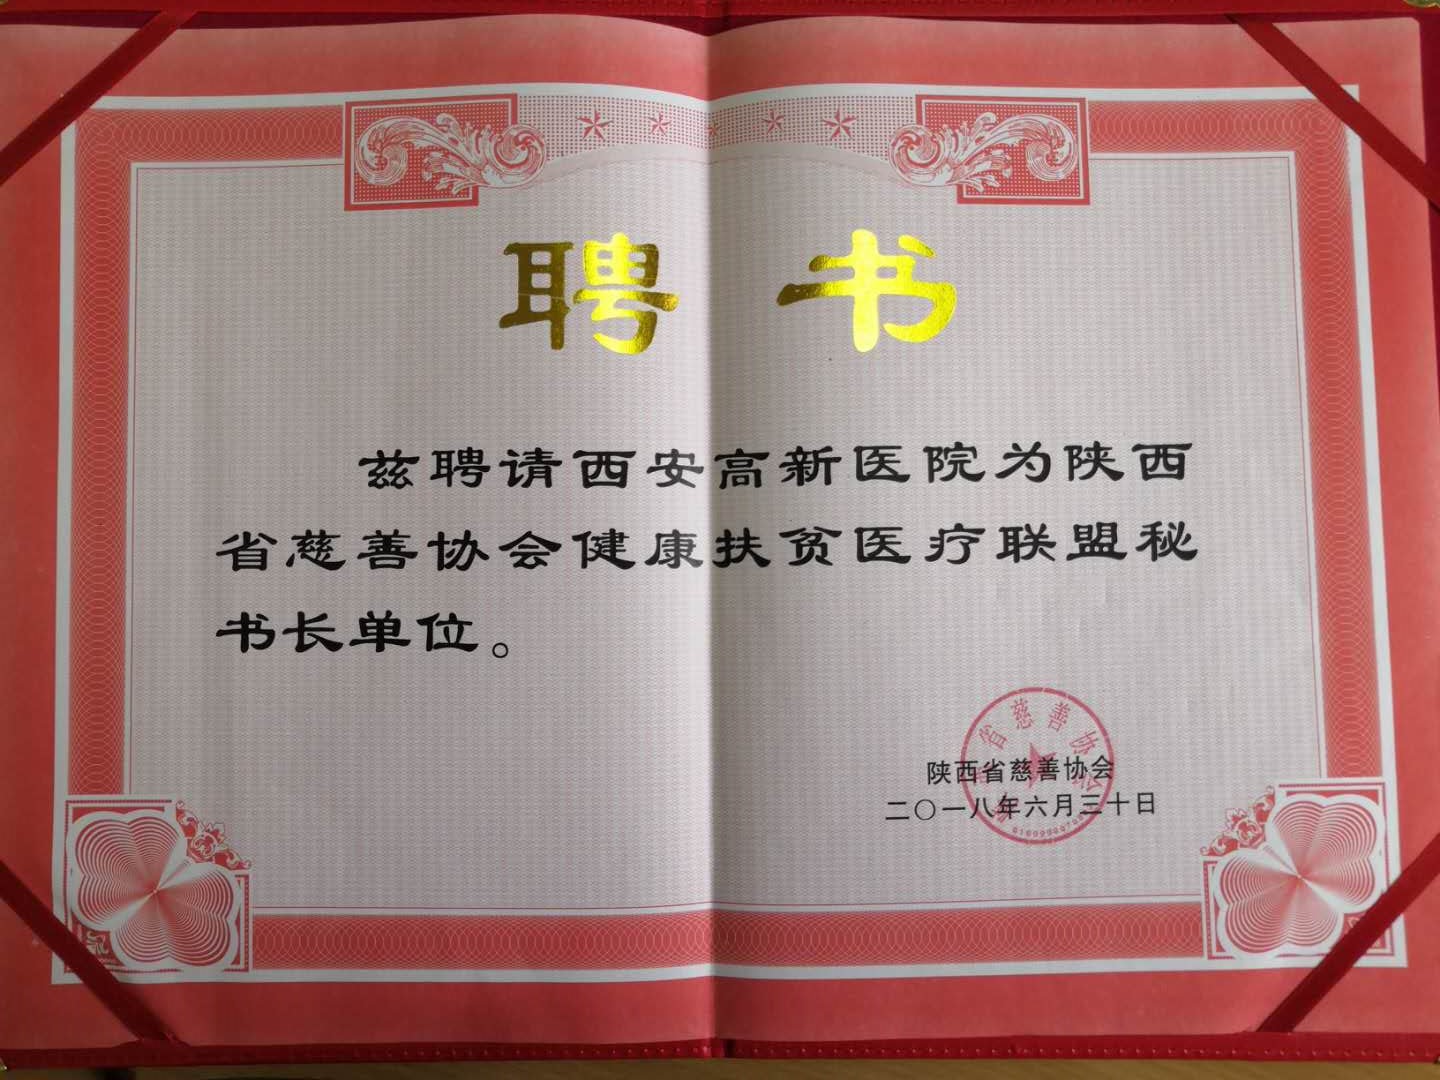 聘书
兹聘请西安高新医院为陕西
省慈善协会健康扶贫医疗联盟秘
书长单位。
省慈善协会
陕西省慈善协会
二〇一八年六月三十日